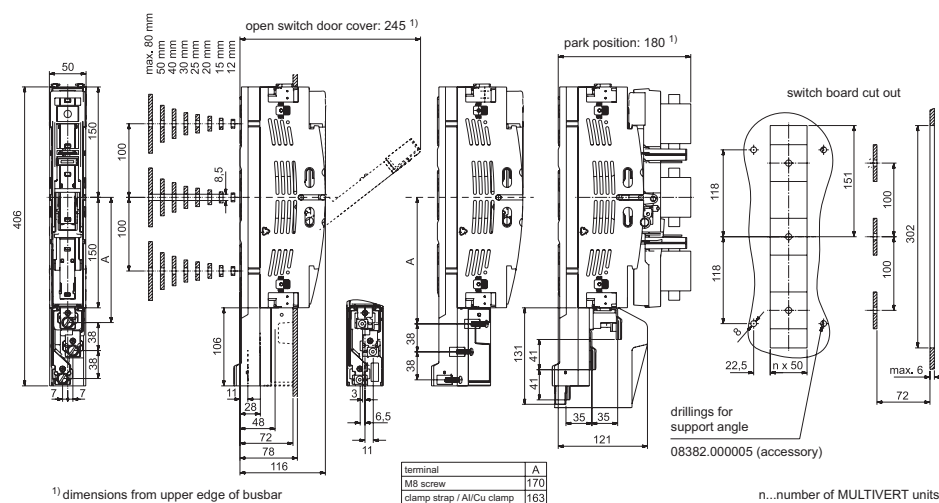 open switch door cover: 245 1)
park position: 180 1)
switch board cut out
max. 80 mm
50 mm
40 mm
30 mm
25 mm
20 mm
15 mm
12 mm
50
406
150
150
A
38
38
7
7
100
100
8,5
106
11
28
48
72
78
116
3
6,5
11
A
38
38
131
41
41
35
35
121
118
118
8
22,5
n x 50
151
100
100
302
max. 6
72
drillings for
support angle
08382.000005 (accessory)
1) dimensions from upper edge of busbar
terminal A
M8 screw 170
clamp strap / Al/Cu clamp 163
n...number of MULTIVERT units